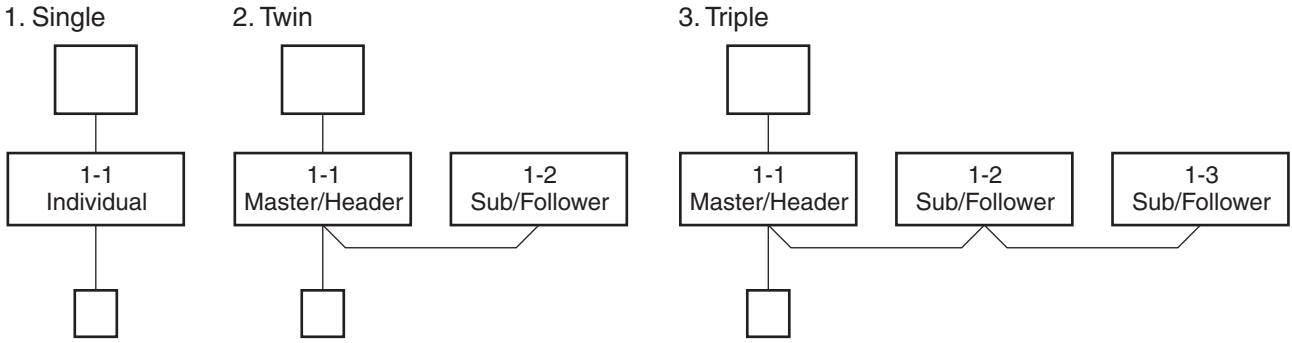 1. Single
2. Twin
3. Triple
1-1
Individual
1-1
Master/Header
1-2
Sub/Follower
1-1
Master/Header
1-2
Sub/Follower
1-3
Sub/Follower